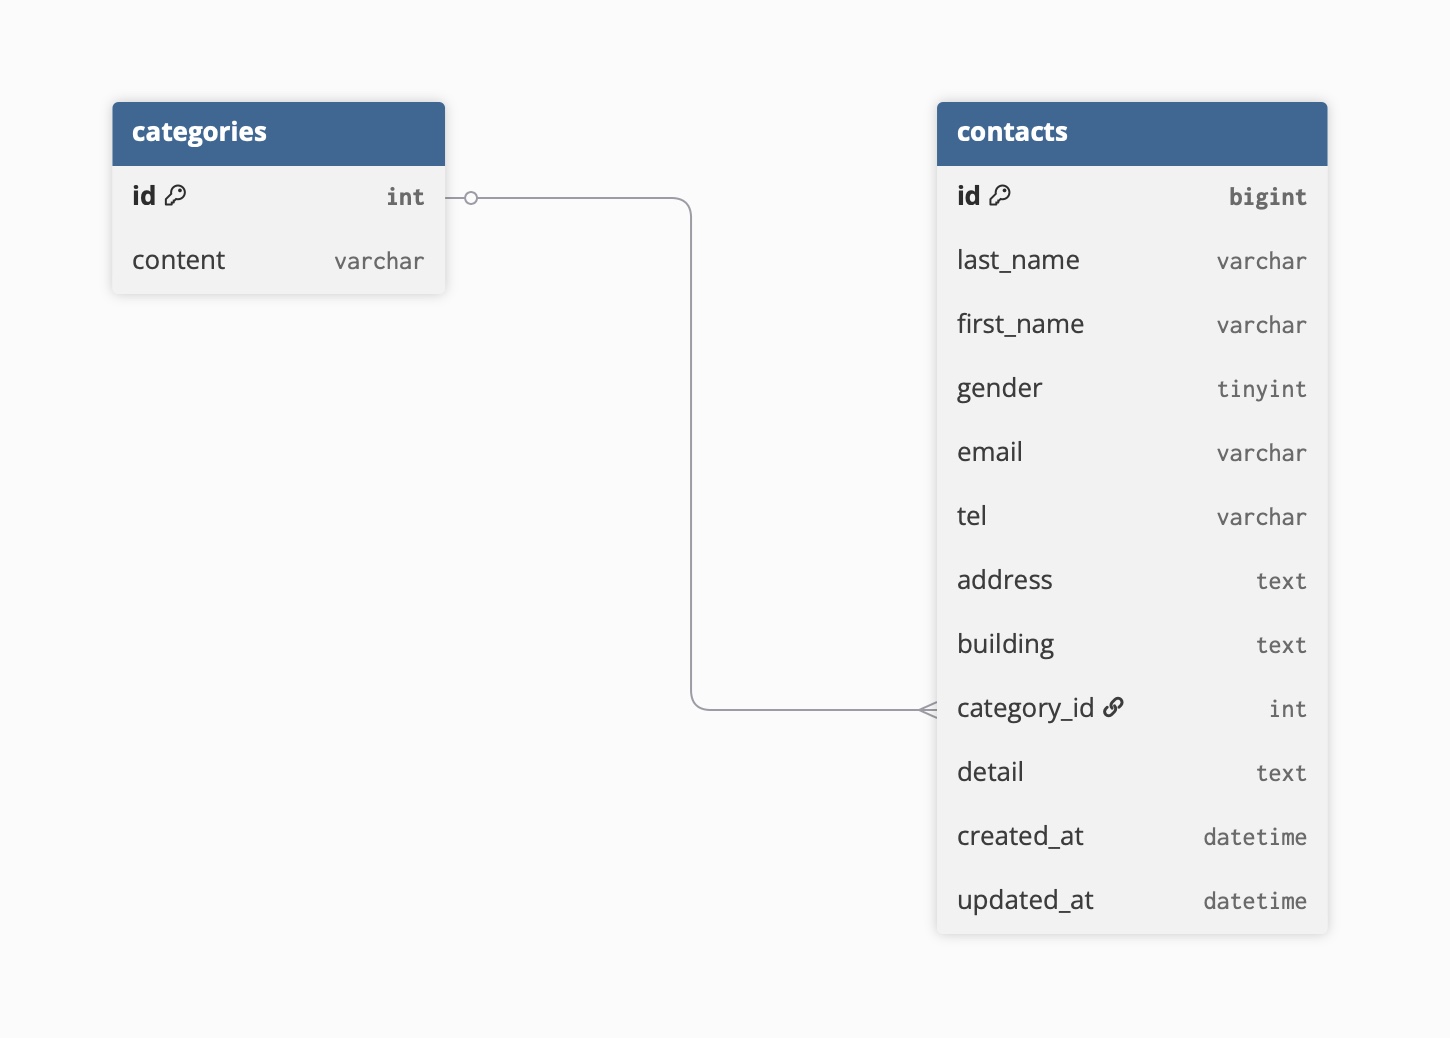 categories
id int
content varchar
contacts
id bigint
last_name varchar
first_name varchar
gender tinyint
email varchar
tel varchar
address text
building text
category_id int
detail text
created_at datetime
updated_at datetime